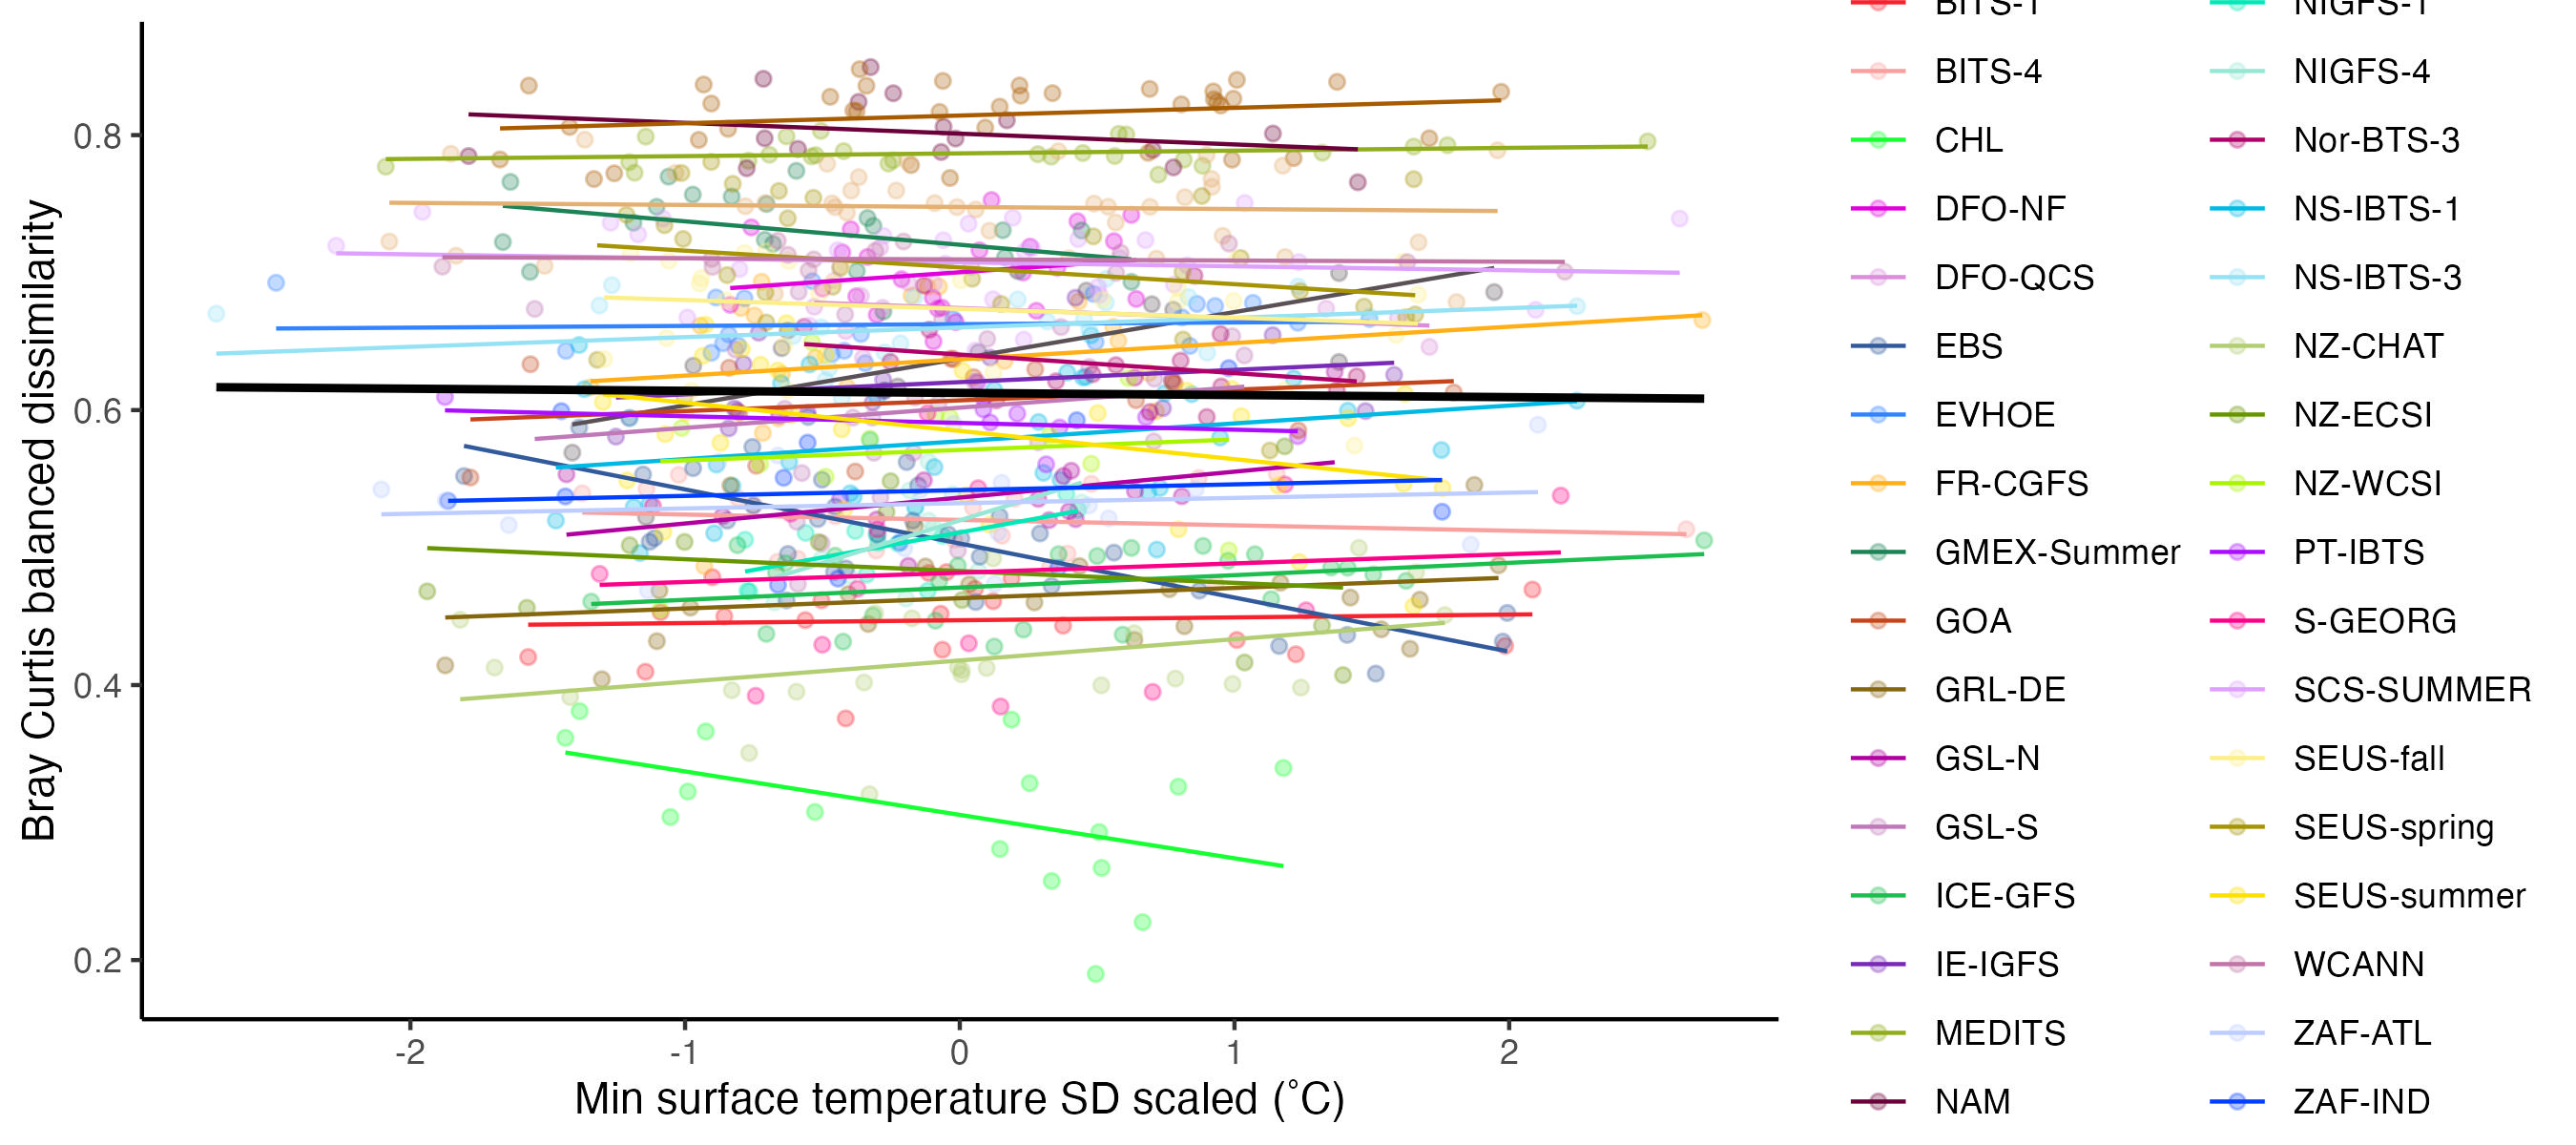 Bray Curtis balanced dissimilarity
0.8
0.6
0.4
0.2
-2
-1
0
1
2
Min surface temperature SD scaled (˚C)
BITS-1
BITS-4
CHL
DFO-NF
DFO-QCS
EBS
EVHOE
FR-CGFS
GMEX-Summer
GOA
GRL-DE
GSL-N
GSL-S
ICE-GFS
IE-IGFS
MEDITS
NAM
NIGFS-1
NIGFS-4
Nor-BTS-3
NS-IBTS-1
NS-IBTS-3
NZ-CHAT
NZ-ECSI
NZ-WCSI
PT-IBTS
S-GEORG
SCS-SUMMER
SEUS-fall
SEUS-spring
SEUS-summer
WCANN
ZAF-ATL
ZAF-IND